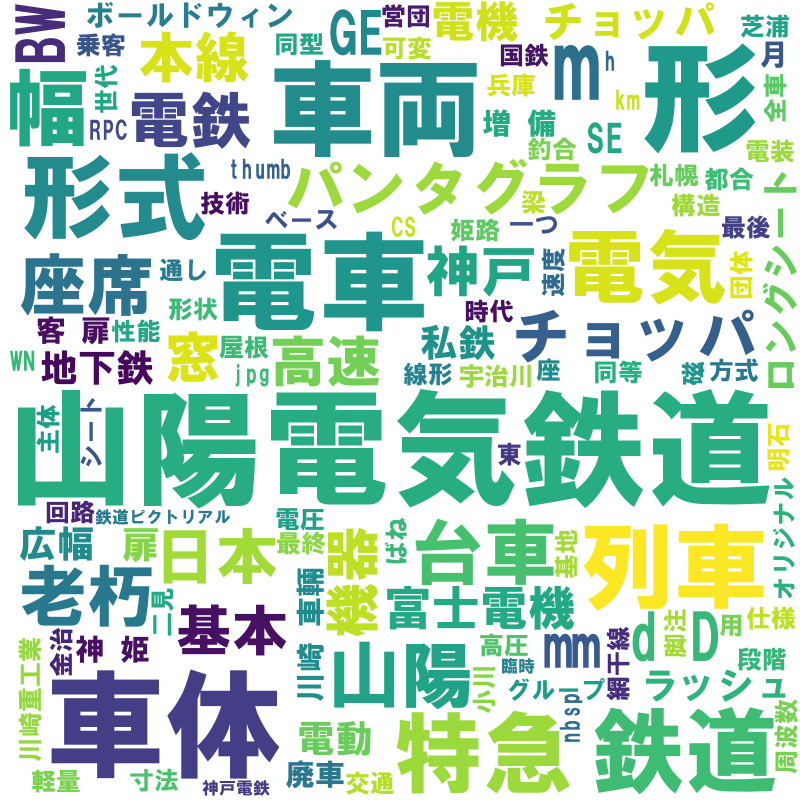 BW
ボールドウィン
乗客
同型
GE
営団
可変
電機
チョッパ
芝浦
月
本線
国鉄
m
h
兵庫
km
形
全車
幅
世代
RPC
電鉄
車両
増備
釣合
SE
電装
形式
thumb
技術
パンタグラフ
梁
札幌
都合
構造
ロングシート
ベース
CS
姫路
一つ
最後
座席
通し
電車
神戸
速度
電気
団体
形状
時代
客扉
性能
WN
地下鉄
窓
屋根
jpg
高速
私鉄
チョッパ
線形
宇治川
座
同等
方式
主体
シート
山陽電気鉄道
東
明石
回路
鉄道ピクトリアル
電圧
広幅
扉
日本
最終
機器
ばね
台車
基地
列車
オリジナル
老朽
二見
基本
車輌
富士電機
川崎重工業
金治
神姫
川崎
山陽
高圧
臨時
小川
mm
網干線
d
脚注
D
用
仕様
段階
グループ
nbsp
ラッシュ
車体
電動
特急
鉄道
周波数
軽量
寸法
神戸電鉄
廃車
交通